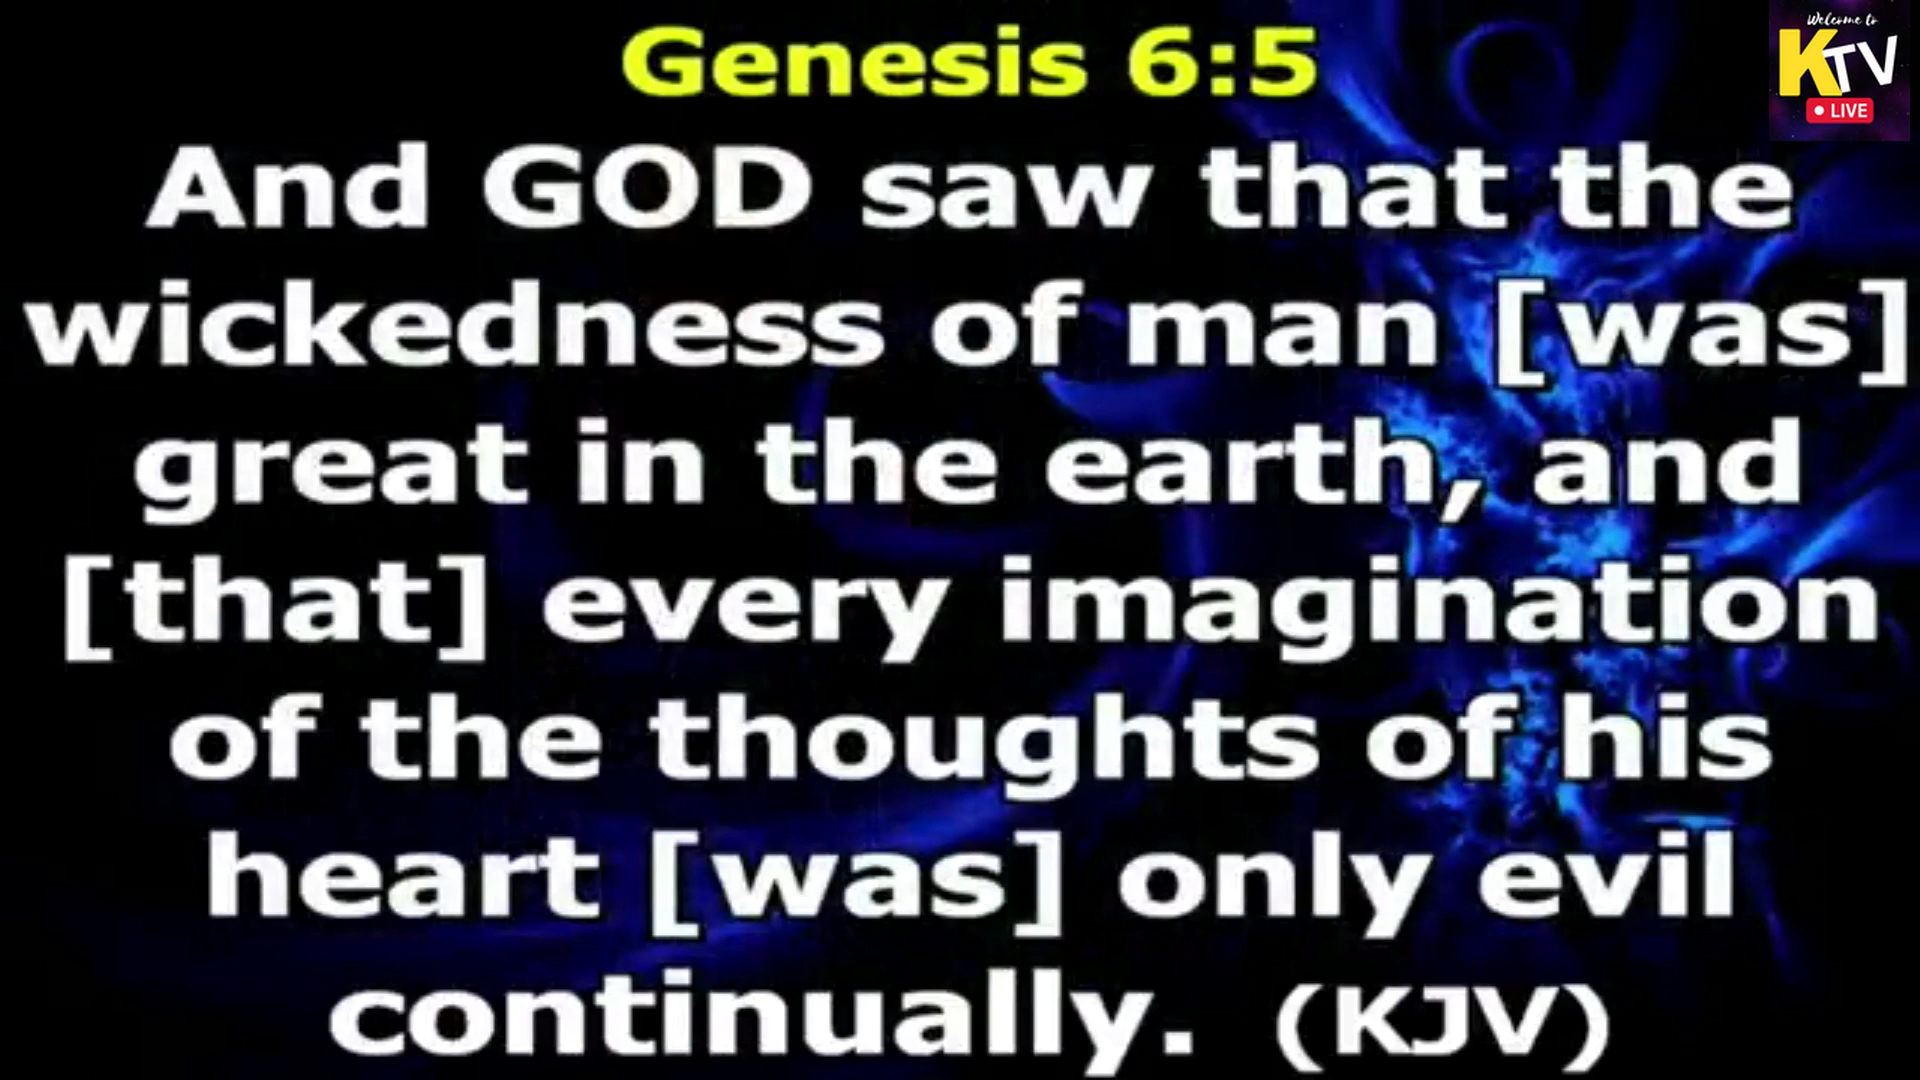 Genesis 6:5
Welcome to
KTV
LIVE
And GOD saw that the
wickedness of man [was]
great in the earth, and
[that] every imagination
of the thoughts of his
heart [was] only evil
continually. (KJV)